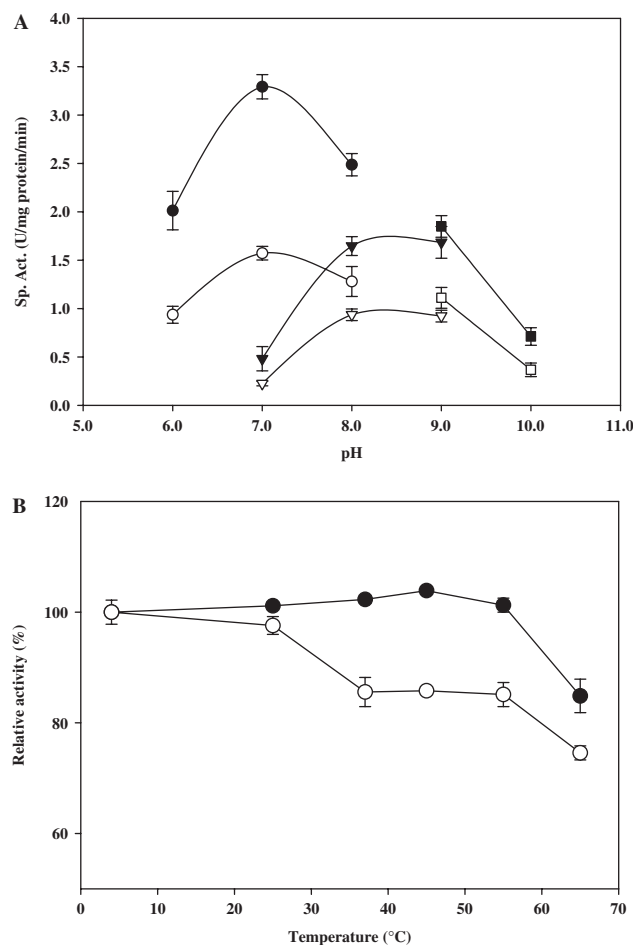 A
4.0
3.5
3.0
2.5
2.0
1.5
1.0
0.5
0.0
Sp. Act. (U/mg protein/min)
5.0 6.0 7.0 8.0 9.0 10.0 11.0
pH
B
120
100
80
60
Relative activity (%)
0 10 20 30 40 50 60 70
Temperature (°C)